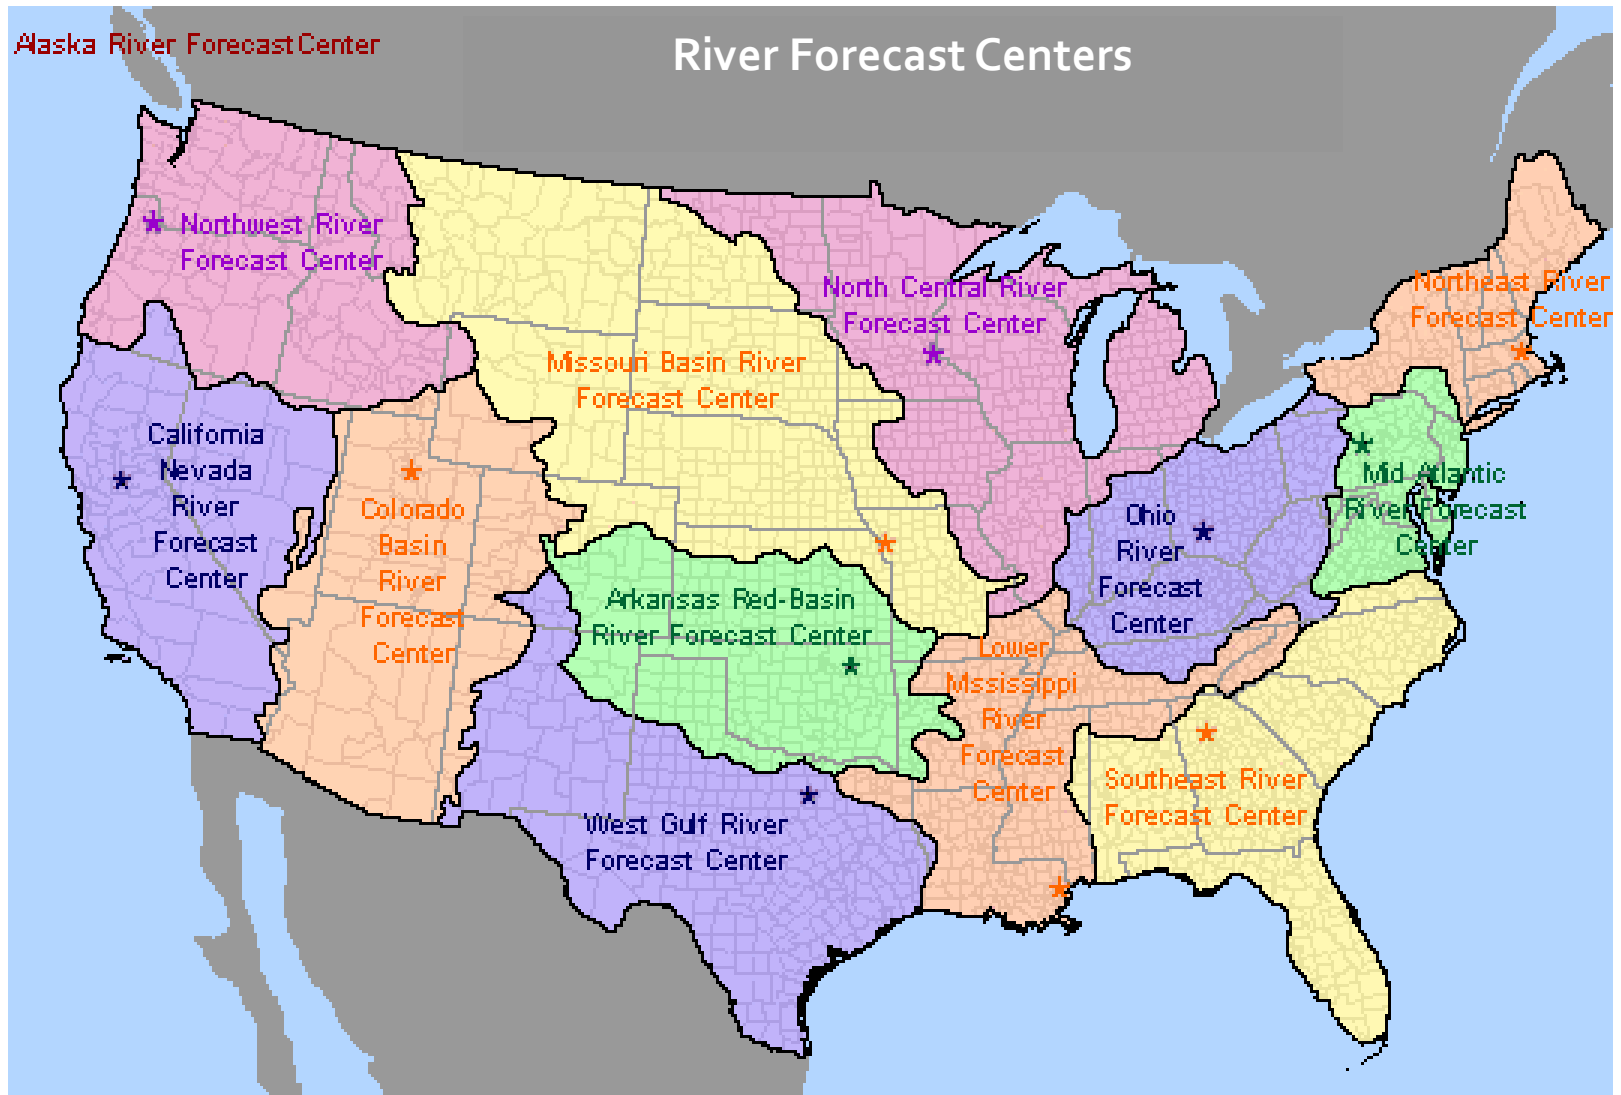 River Forecast Centers
Alaska River Forecast Center
Northwest River
Forecast Center
North Central River
Forecast Center
Northeast River
Forecast Center
Missouri Basin River
Forecast Center
California
Nevada
River
Forecast
Center
Colorado
Basin
River
Forecast
Center
Ohio
River
Forecast
Center
Mid Atlantic
River Forecast
Center
Arkansas Red-Basin
River Forecast Center
Lower
Mississippi
River
Forecast
Center
Southeast River
Forecast Center
West Gulf River
Forecast Center